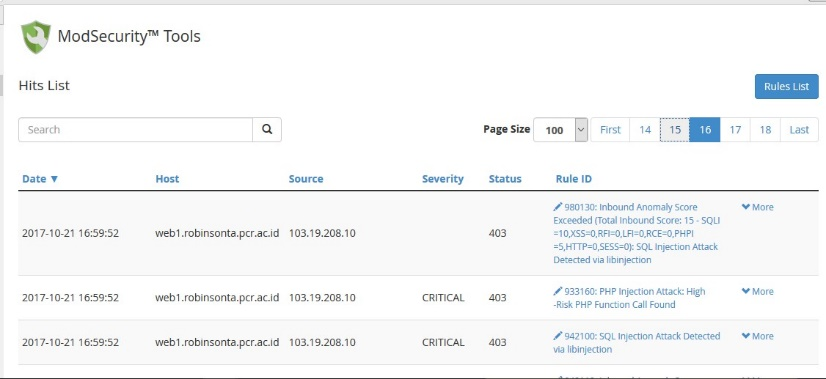 ModSecurity™ Tools
Hits List
Rules List
Search
Page Size 100 First 14 15 16 17 18 Last
Date ▼ Host Source Severity Status Rule ID
2017-10-21 16:59:52 web1.robinsonta.pcr.ac.id 103.19.208.10 403
980130: Inbound Anomaly Score
Exceeded (Total Inbound Score: 15 - SQLI
=10,XSS=0,RFI=0,LFI=0,RCE=0,PHPI
=5,HTTP=0,SESS=0): SQL Injection Attack
Detected via libinjection
More
2017-10-21 16:59:52 web1.robinsonta.pcr.ac.id 103.19.208.10 CRITICAL 403
933160: PHP Injection Attack: High
-Risk PHP Function Call Found
More
2017-10-21 16:59:52 web1.robinsonta.pcr.ac.id 103.19.208.10 CRITICAL 403
942100: SQL Injection Attack Detected
via libinjection
More